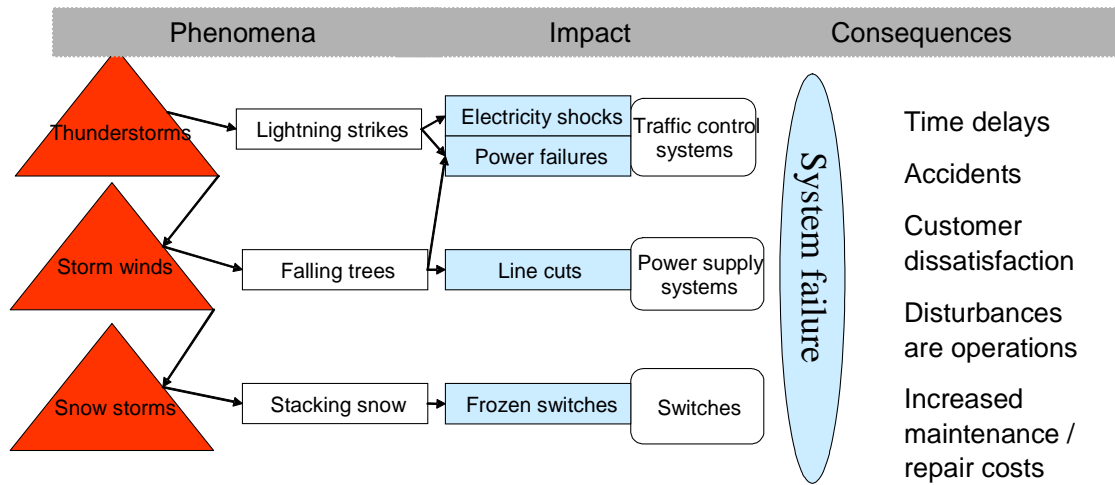 Phenomena
Impact
Consequences
Thunderstorms
Lightning strikes
Electricity shocks
Power failures
Traffic control
systems
Storm winds
Falling trees
Line cuts
Power supply
systems
Snow storms
Stacking snow
Frozen switches
Switches
System failure
Time delays
Accidents
Customer
dissatisfaction
Disturbances
are operations
Increased
maintenance /
repair costs